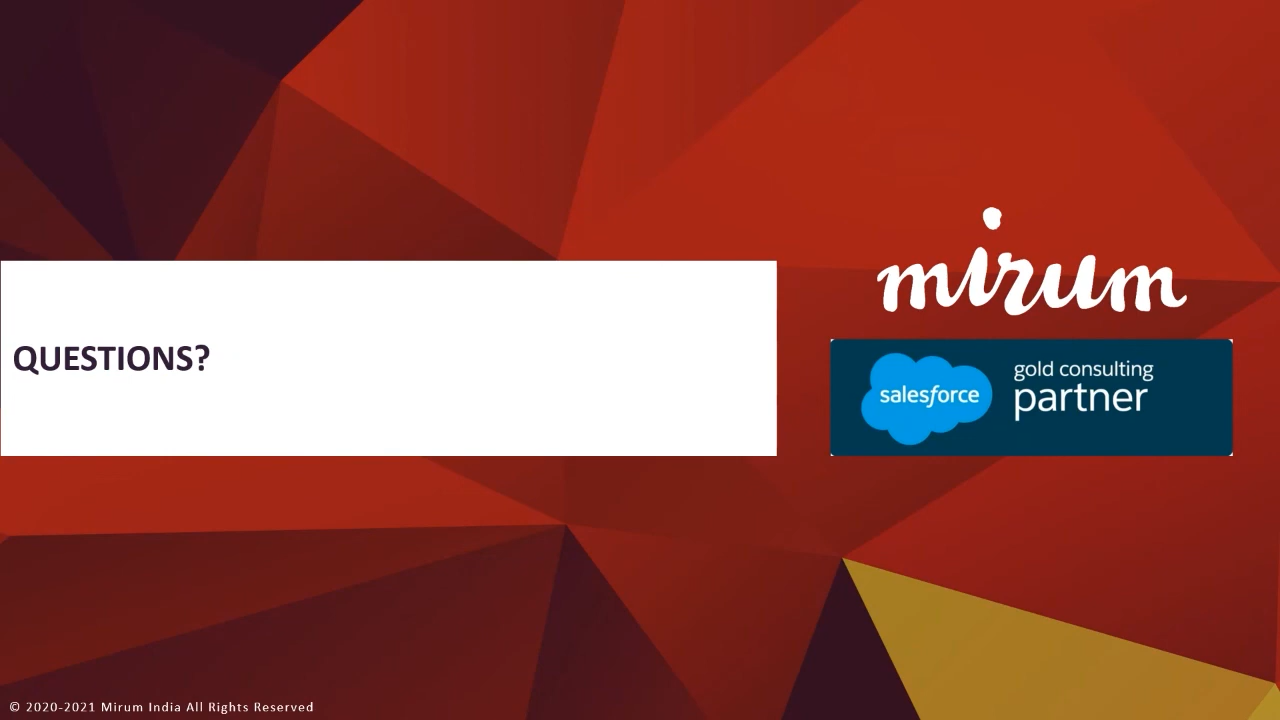 QUESTIONS?
mirum
salesforce
gold consulting
partner
© 2020-2021 Mirum India All Rights Reserved